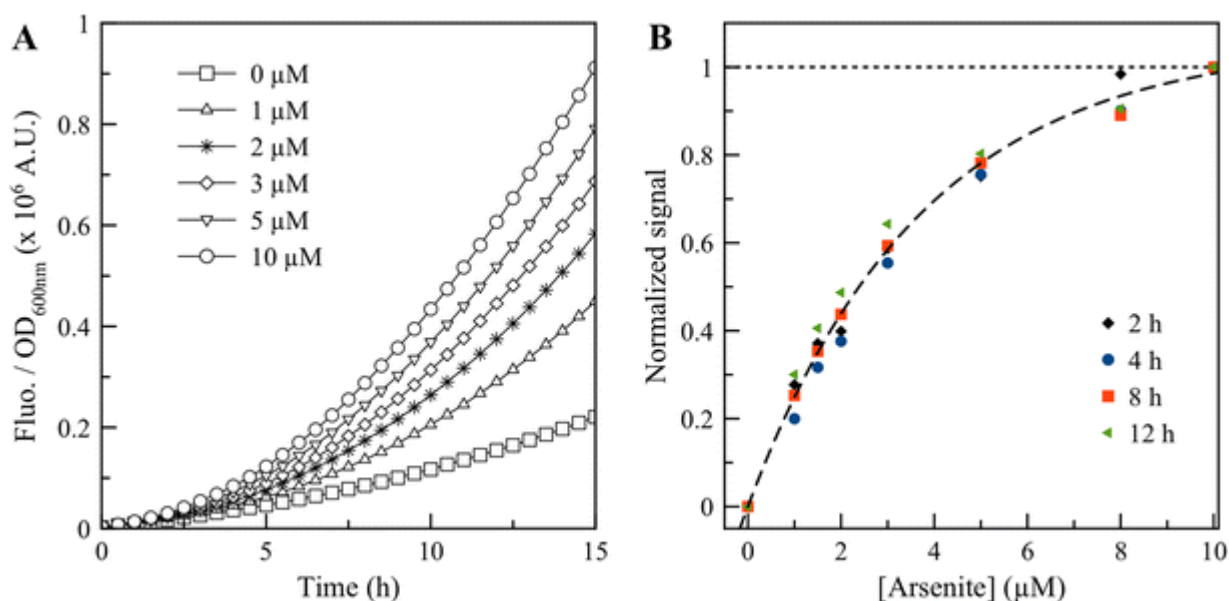 A
Fluo. / OD600nm (x 10⁶ A.U.)
1
0.8
0.6
0.4
0.2
0
0 µM
1 µM
2 µM
3 µM
5 µM
10 µM
0 5 10 15
Time (h)
B
Normalized signal
1
0.8
0.6
0.4
0.2
0
2 h
4 h
8 h
12 h
0 2 4 6 8 10
[Arsenite] (µM)